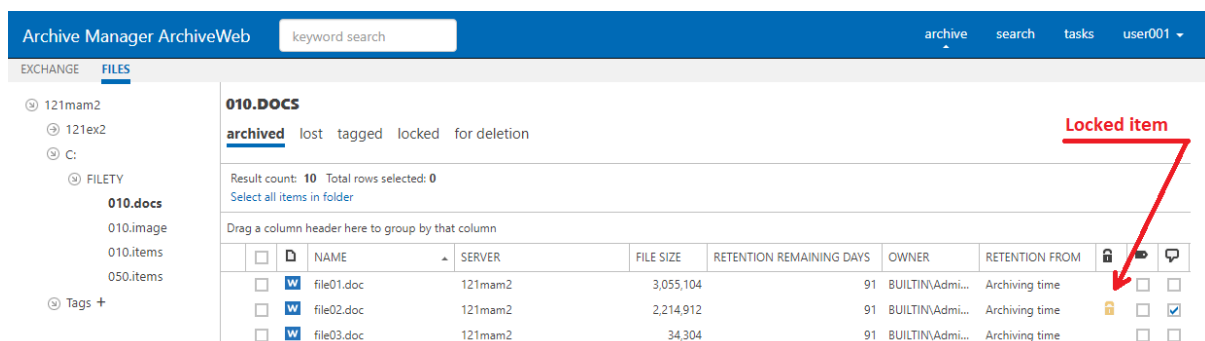 Archive Manager ArchiveWeb keyword search archive search tasks user001
EXCHANGE FILES
121mam2
121ex2
C:
FILETY
010.docs
010.image
010.items
050.items
Tags +
010.DOCS
Locked item
archived lost tagged locked for deletion
Result count: 10 Total rows selected: 0
Select all items in folder
Drag a column header here to group by that column
NAME SERVER FILE SIZE RETENTION REMAINING DAYS OWNER RETENTION FROM
W file01.doc 121mam2 3,055,104 91 BUILTIN\Admi... Archiving time
W file02.doc 121mam2 2,214,912 91 BUILTIN\Admi... Archiving time
W file03.doc 121mam2 34,304 91 BUILTIN\Admi... Archiving time